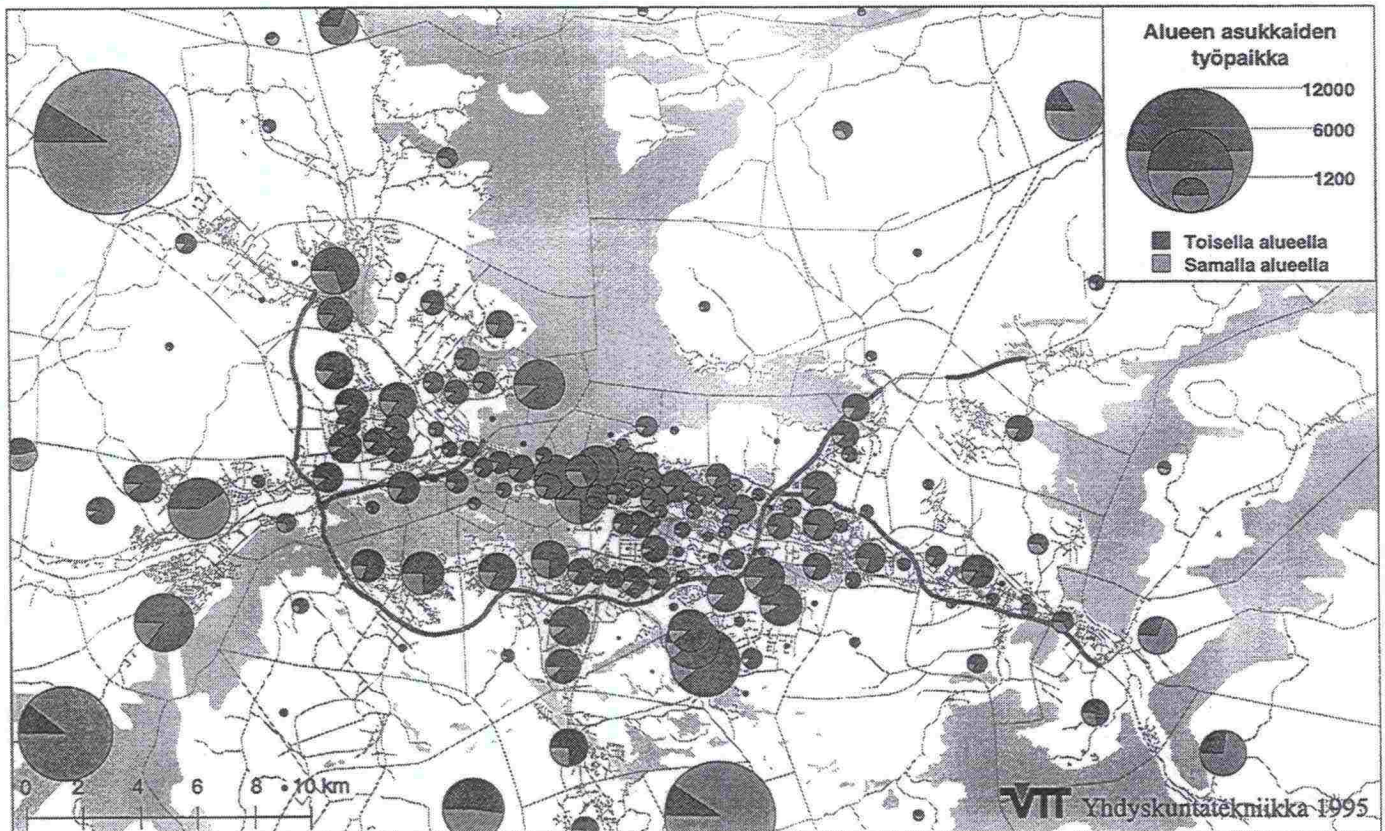 Alueen asukkaiden
työpaikka
12000
6000
1200
Toisella alueella
Samalla alueella
0 2 4 6 8 10 km
VTT Yhdyskuntatekniikka 1995